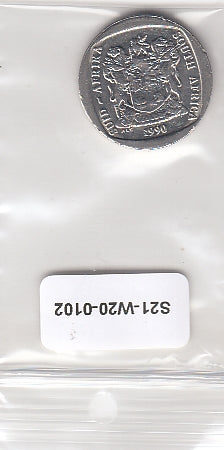 SUID-AFRIKA SOUTH AFRICA
1990
S21-W20-0102